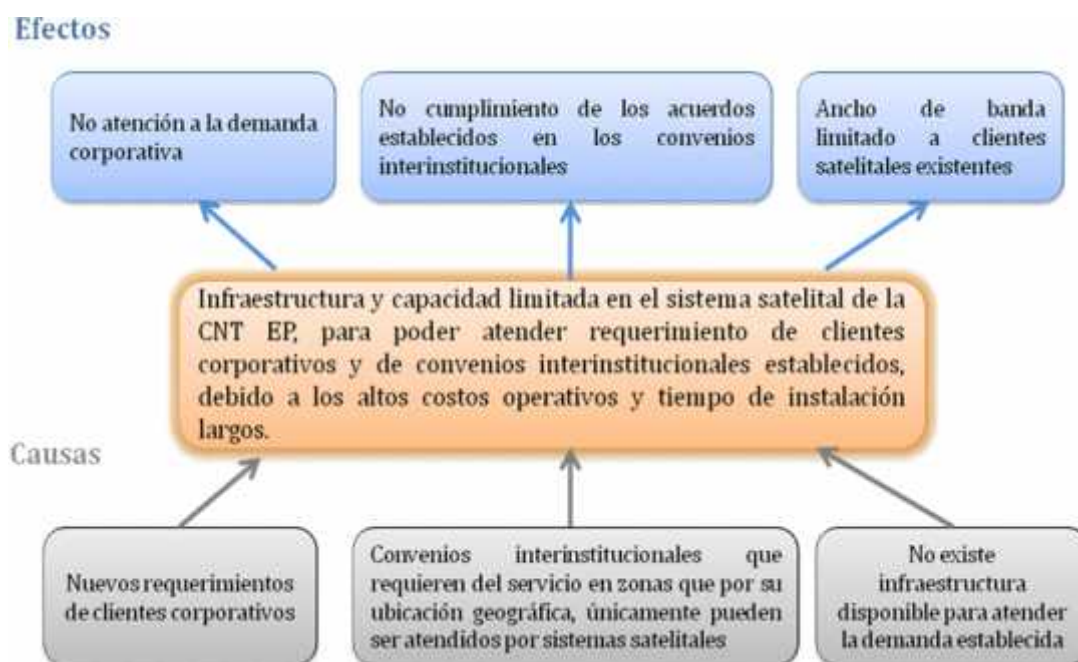 Efectos
No atención a la demanda
corporativa
No cumplimiento de los acuerdos
establecidos en los convenios
interinstitucionales
Ancho de banda
limitado a clientes
satelitales existentes
Infraestructura y capacidad limitada en el sistema satelital de la
CNT EP, para poder atender requerimiento de clientes
corporativos y de convenios interinstitucionales establecidos,
debido a los altos costos operativos y tiempo de instalación
largos.
Causas
Nuevos requerimientos
de clientes corporativos
Convenios interinstitucionales que
requieren del servicio en zonas que por su
ubicación geográfica, únicamente pueden
ser atendidos por sistemas satelitales
No existe
infraestructura
disponible para atender
la demanda establecida